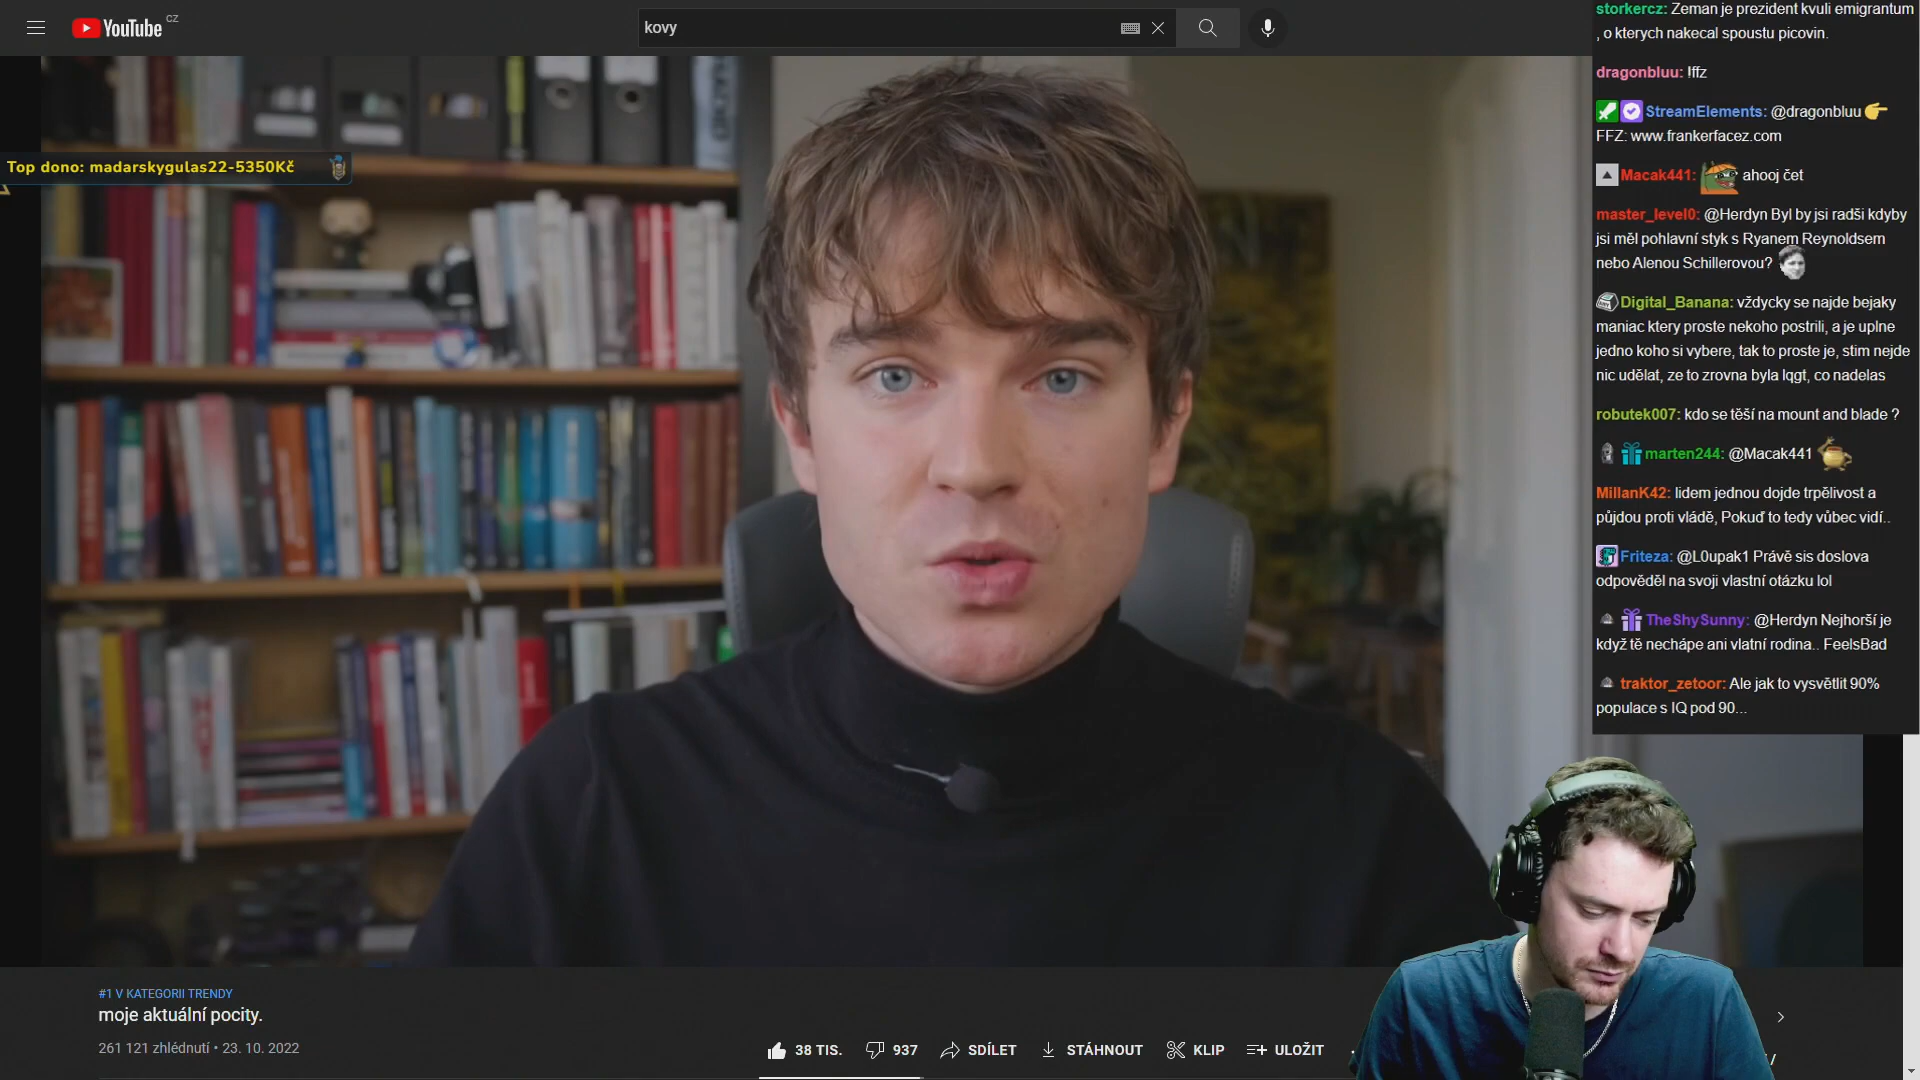 YouTube CZ
kovy
Top dono: madarskygulas22-5350Kč
storkercz: Zeman je prezident kvuli emigrantum
, o kterych nakecal spoustu picovin.
dragonbluu: !ffz
StreamElements: @dragonbluu
FFZ: www.frankerfacez.com
Macak441: ahooj čet
master_level0: @Herdyn Byl by jsi radši kdyby
jsi měl pohlavní styk s Ryanem Reynoldsem
nebo Alenou Schillerovou?
Digital_Banana: vždycky se najde bejaky
maniac ktery proste nekoho postrili, a je uplne
jedno koho si vybere, tak to proste je, stim nejde
nic udělat, ze to zrovna byla lqgt, co nadelas
robutek007: kdo se těší na mount and blade ?
marten244: @Macak441
MillanK42: lidem jednou dojde trpělivost a
půjdou proti vládě, Pokuď to tedy vůbec vidí..
Friteza: @L0upak1 Právě sis doslova
odpověděl na svoji vlastní otázku lol
TheShySunny: @Herdyn Nejhorší je
když tě nechápe ani vlatní rodina.. FeelsBad
traktor_zetoor: Ale jak to vysvětlit 90%
populace s IQ pod 90...
#1 V KATEGORII TRENDY
moje aktuální pocity.
261 121 zhlédnutí • 23. 10. 2022
38 TIS. 937 SDÍLET STÁHNOUT KLIP ULOŽIT